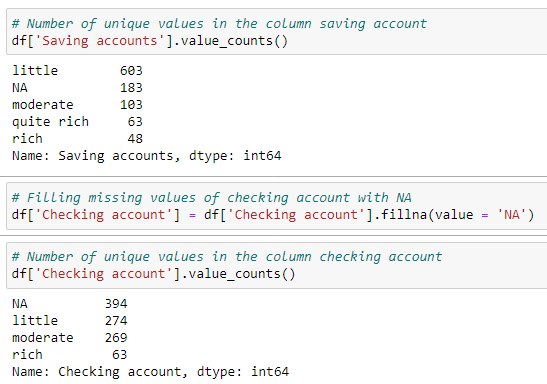 # Number of unique values in the column saving account
df['Saving accounts'].value_counts()
little 603
NA 183
moderate 103
quite rich 63
rich 48
Name: Saving accounts, dtype: int64
# Filling missing values of checking account with NA
df['Checking account'] = df['Checking account'].fillna(value = 'NA')
# Number of unique values in the column checking account
df['Checking account'].value_counts()
NA 394
little 274
moderate 269
rich 63
Name: Checking account, dtype: int64